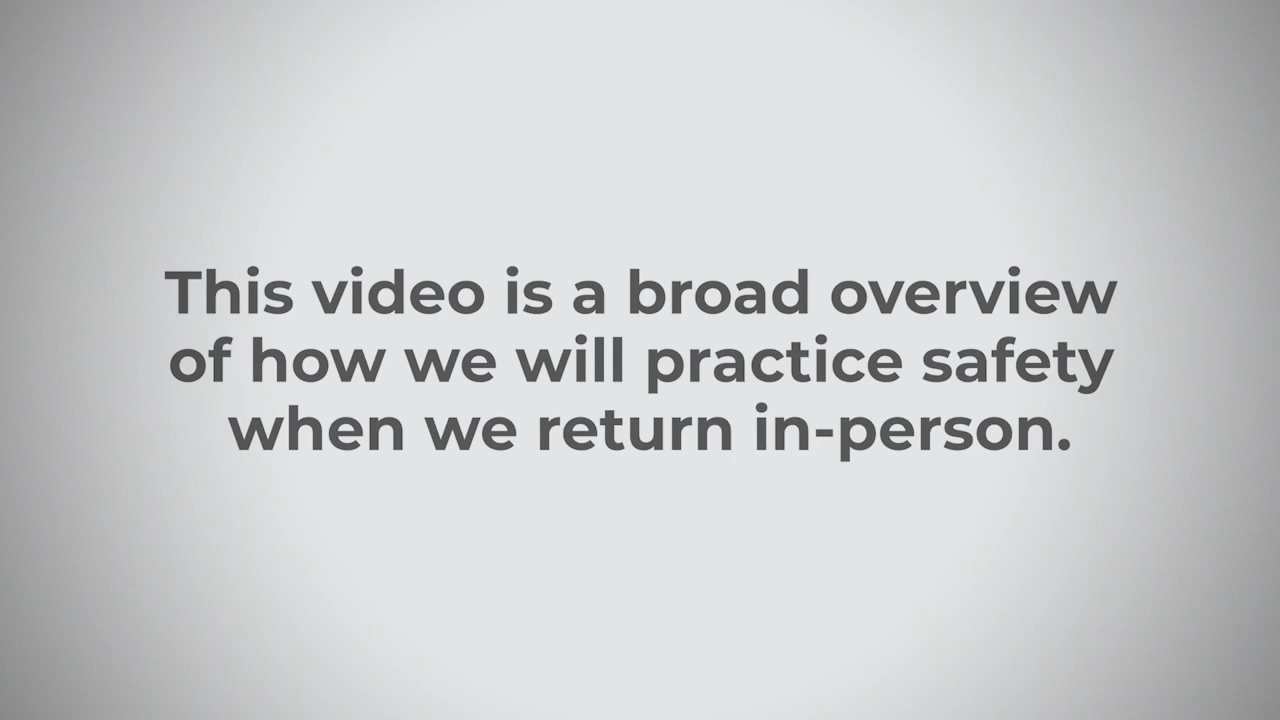 This video is a broad overview
of how we will practice safety
when we return in-person.